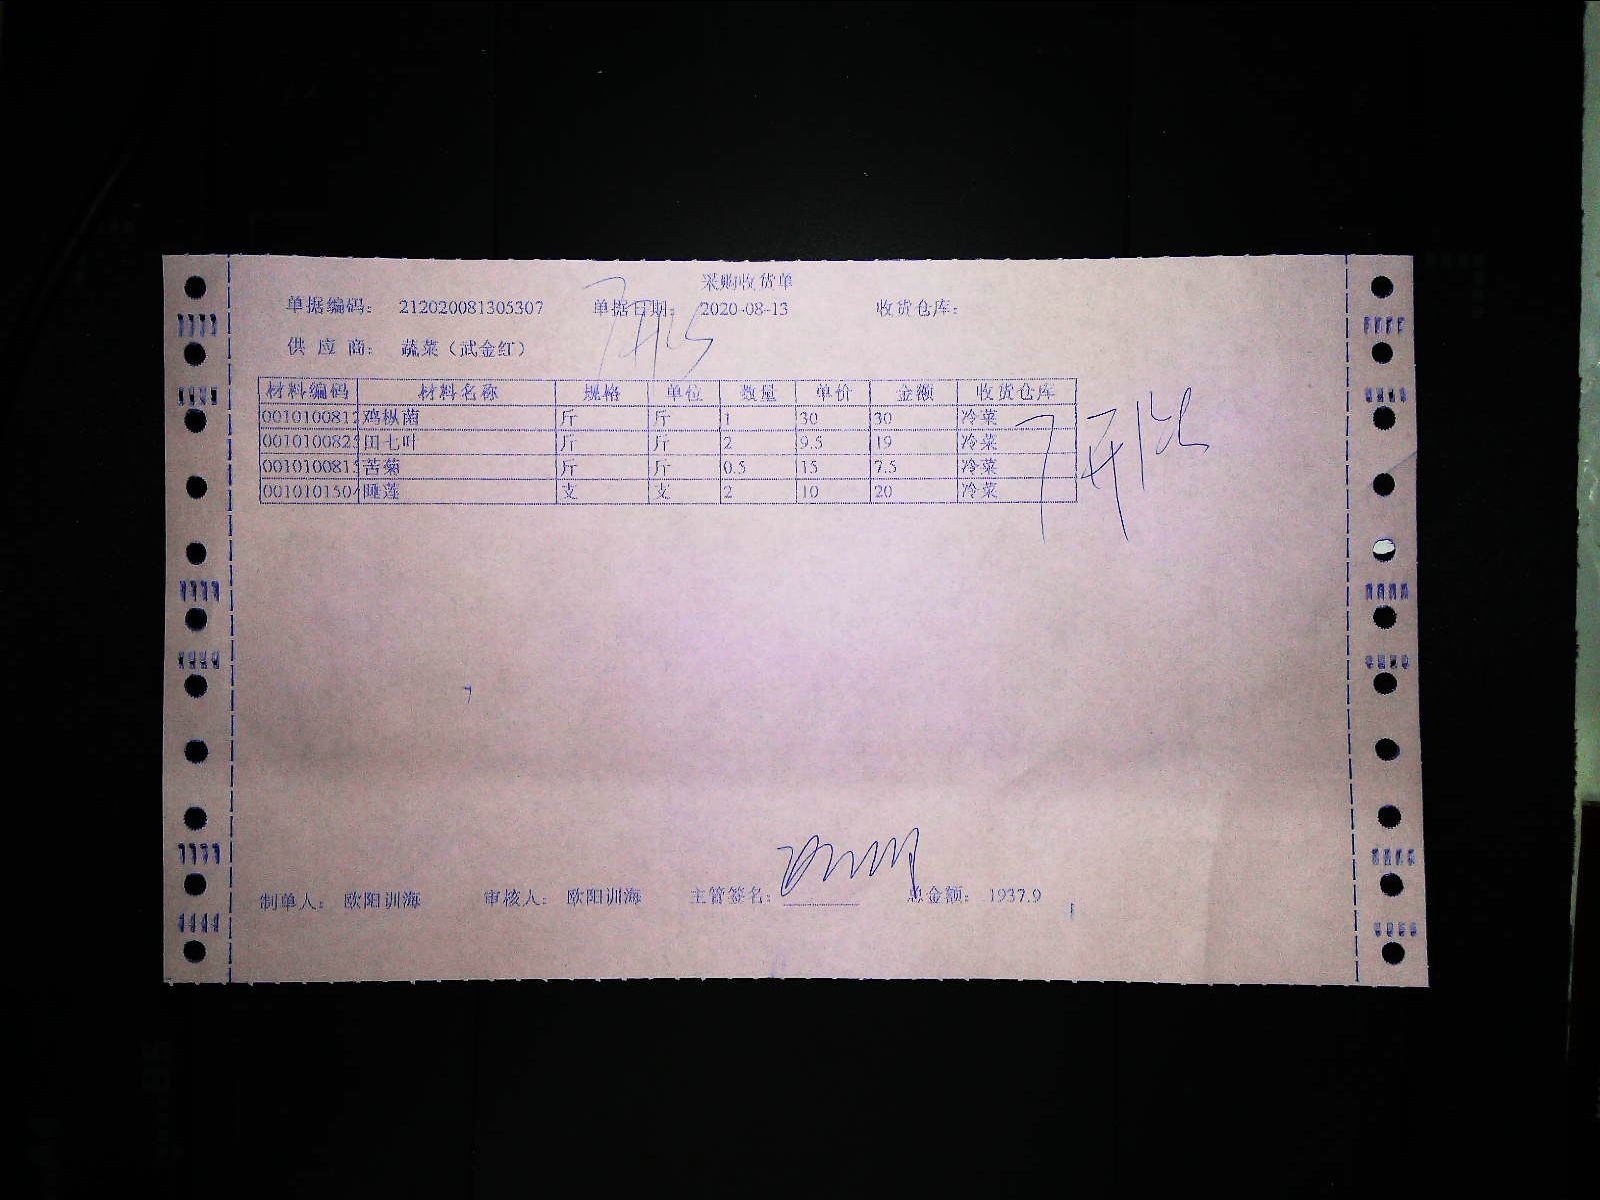 采购收货单
单据编码: 212020081305307 单据日期: 2020-08-13 收货仓库:
供 应 商: 蔬菜（武金红）
材料编码 材料名称 规格 单位 数量 单价 金额 收货仓库
0010100812 鸡枞菌 斤 斤 1 30 30 冷菜
001010082 田七叶 斤 斤 2 9.5 19 冷菜
001010081 苦菊 斤 斤 0.5 15 7.5 冷菜
001010150 睡莲 支 支 2 10 20 冷菜
制单人: 欧阳训海 审核人: 欧阳训海 主管签名: 总金额: 1937.9